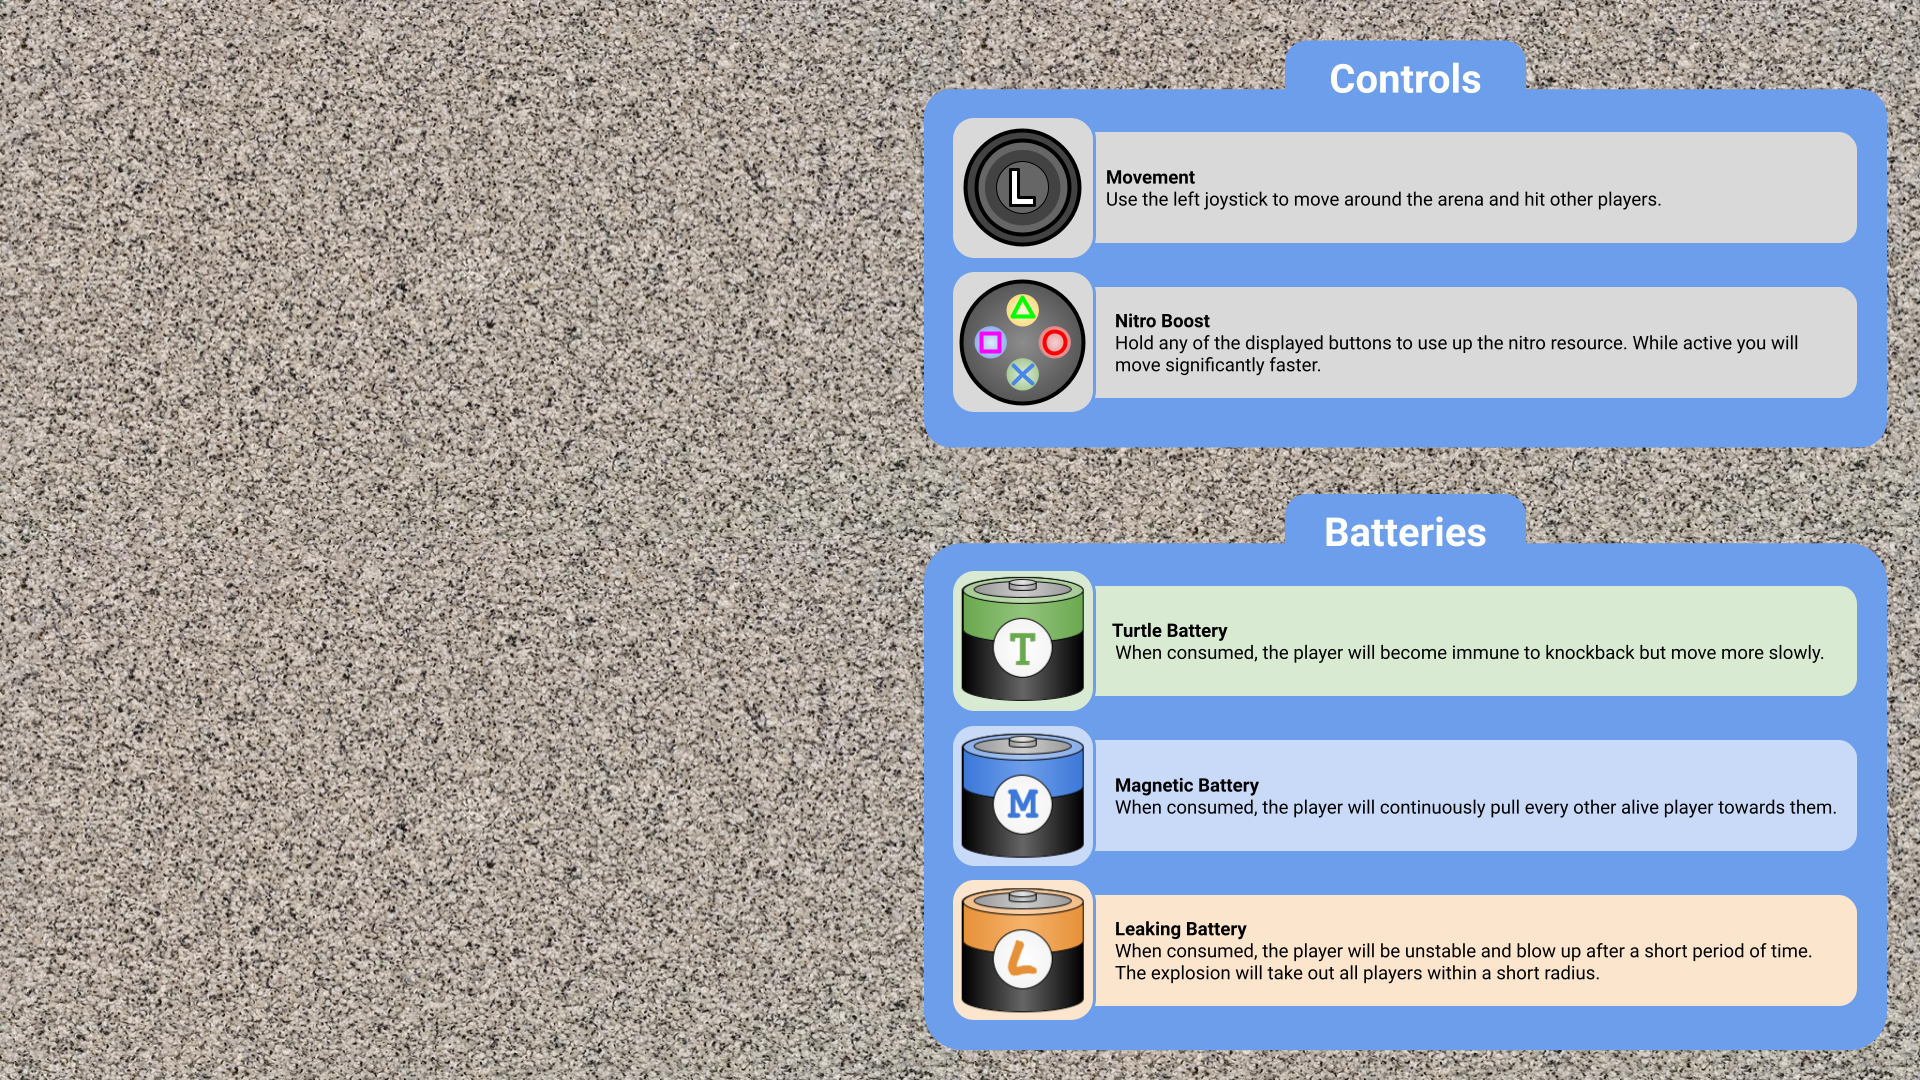 Controls
L
Movement
Use the left joystick to move around the arena and hit other players.
Nitro Boost
Hold any of the displayed buttons to use up the nitro resource. While active you will
move significantly faster.
Batteries
T
Turtle Battery
When consumed, the player will become immune to knockback but move more slowly.
M
Magnetic Battery
When consumed, the player will continuously pull every other alive player towards them.
L
Leaking Battery
When consumed, the player will be unstable and blow up after a short period of time.
The explosion will take out all players within a short radius.